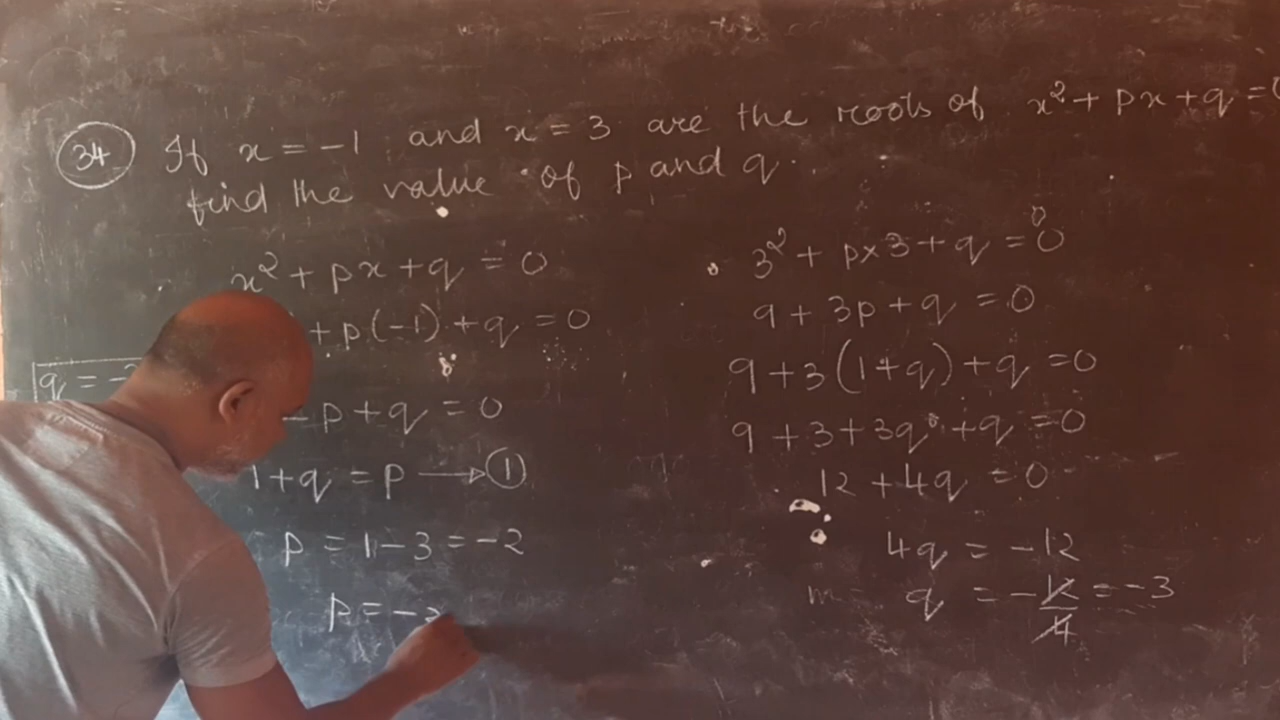 34 If x = -1 and x = 3 are the roots of x² + px + q = 0
find the value of p and q.
x² + px + q = 0
+ p(-1) + q = 0
q = -
- p + q = 0
1 + q = p → 1
p = 1 - 3 = -2
p = -2
3² + p×3 + q = 0
9 + 3p + q = 0
9 + 3(1+q) + q = 0
9 + 3 + 3q + q = 0
12 + 4q = 0
4q = -12
q = -12/4 = -3